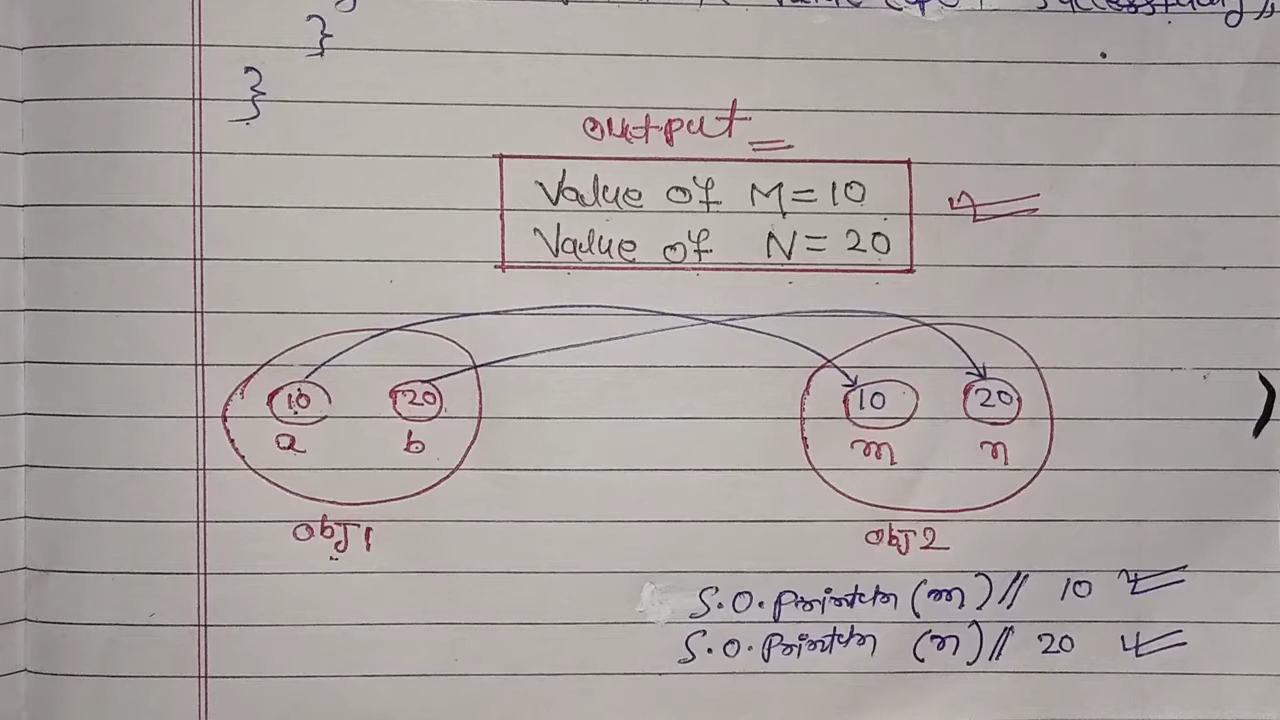 }
}
output
Value of M=10
Value of N=20
10 20 10 20
a b m n
obj1 obj2
S.O.println (m) // 10
S.O.println (n) // 20